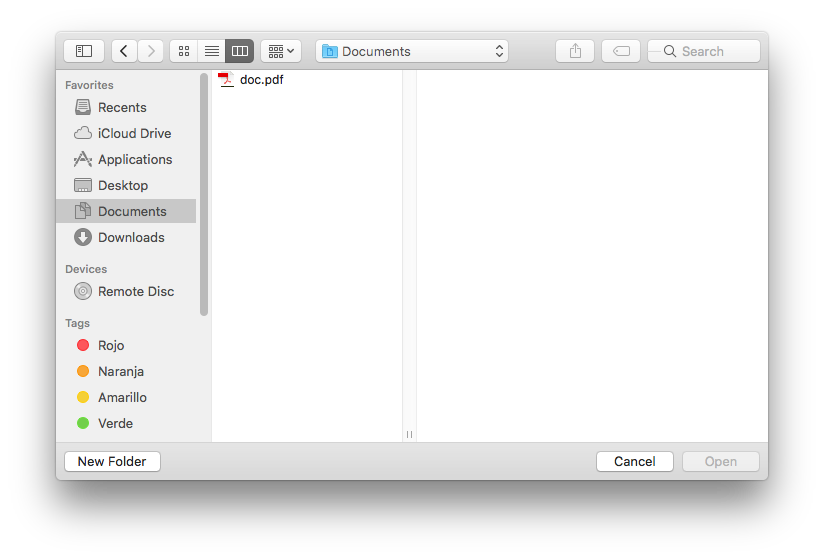 Documents
Search
Favorites
Recents
iCloud Drive
Applications
Desktop
Documents
Downloads
Devices
Remote Disc
Tags
Rojo
Naranja
Amarillo
Verde
doc.pdf
New Folder
Cancel
Open